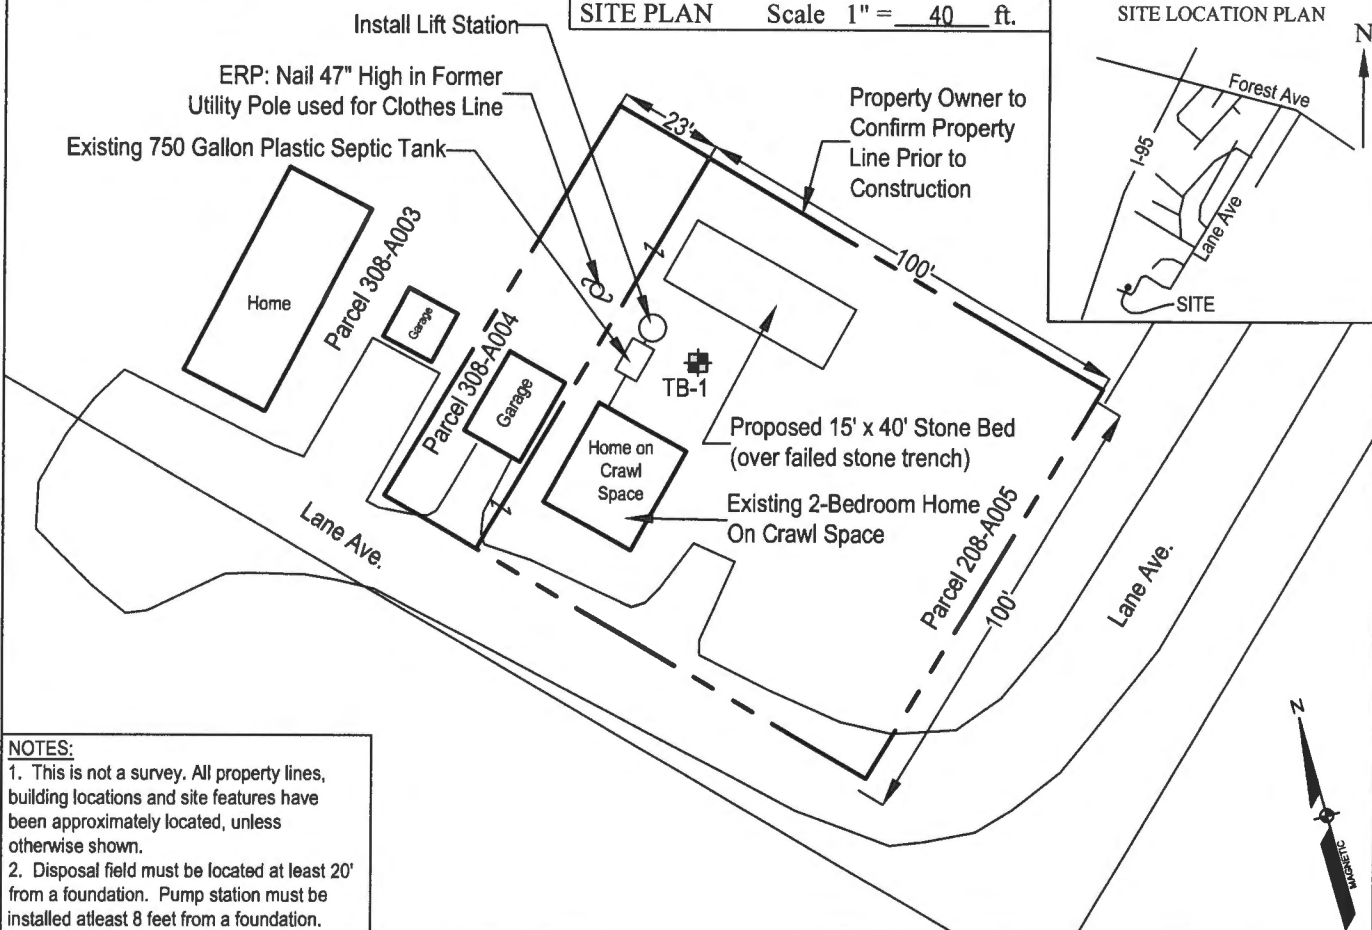 SITE PLAN Scale 1" = 40 ft.
SITE LOCATION PLAN
N
Forest Ave
I-95
Lane Ave
SITE
Install Lift Station
ERP: Nail 47" High in Former
Utility Pole used for Clothes Line
Existing 750 Gallon Plastic Septic Tank
Property Owner to
Confirm Property
Line Prior to
Construction
23'
100'
Home
Parcel 308-A003
Garage
Parcel 308-A004
Garage
TB-1
Home on
Crawl
Space
Proposed 15' x 40' Stone Bed
(over failed stone trench)
Existing 2-Bedroom Home
On Crawl Space
Parcel 208-A005
100'
Lane Ave.
Lane Ave.
N
MAGNETIC
NOTES:
1. This is not a survey. All property lines,
building locations and site features have
been approximately located, unless
otherwise shown.
2. Disposal field must be located at least 20'
from a foundation. Pump station must be
installed atleast 8 feet from a foundation.